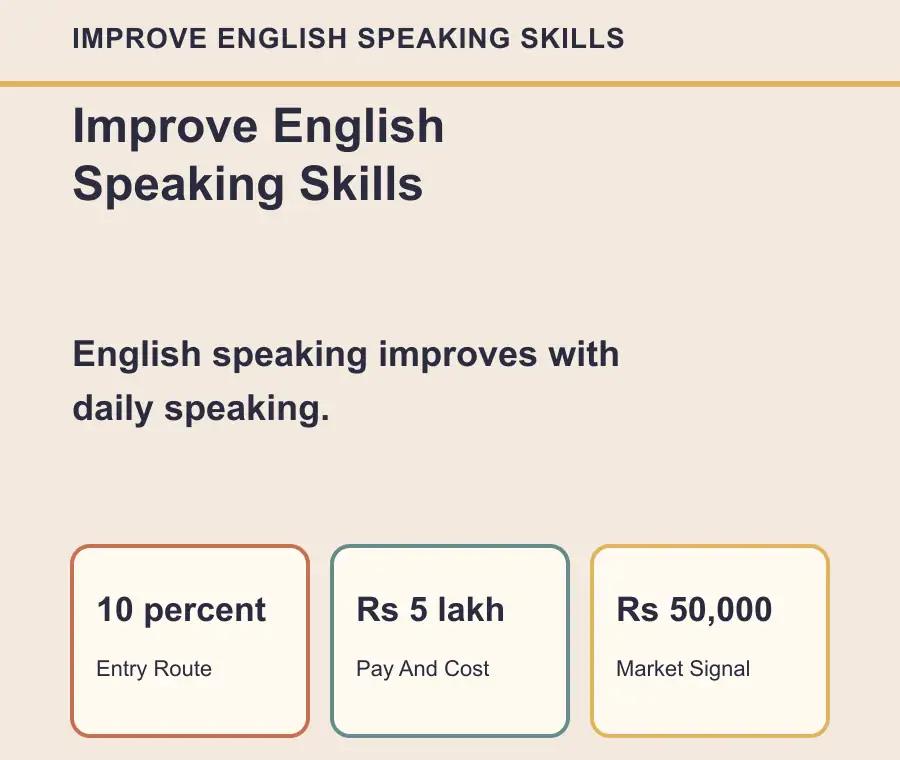 IMPROVE ENGLISH SPEAKING SKILLS
Improve English
Speaking Skills
English speaking improves with
daily speaking.
10 percent
Entry Route
Rs 5 lakh
Pay And Cost
Rs 50,000
Market Signal